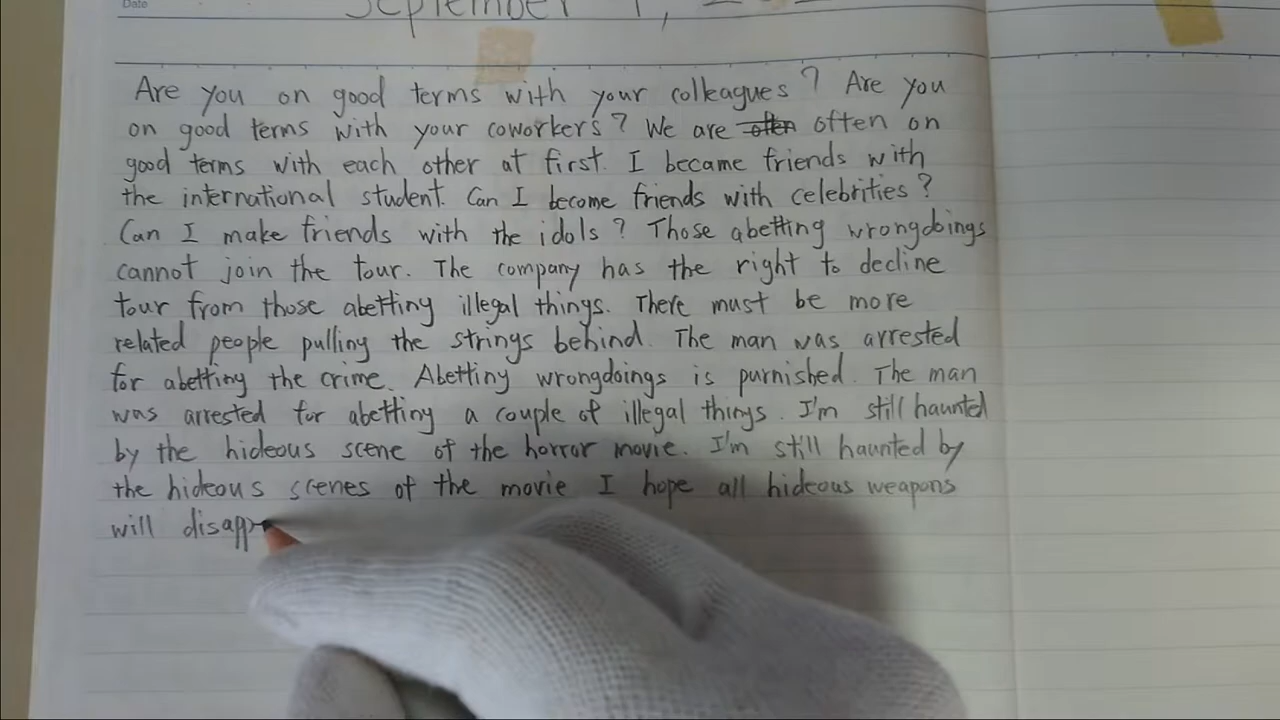 Date
September
Are you on good terms with your colleagues? Are you
on good terms with your coworkers? We are often often on
good terms with each other at first. I became friends with
the international student. Can I become friends with celebrities?
Can I make friends with the idols? Those abetting wrongdoings
cannot join the tour. The company has the right to decline
tour from those abetting illegal things. There must be more
related people pulling the strings behind. The man was arrested
for abetting the crime. Abetting wrongdoings is purnished. The man
was arrested for abetting a couple of illegal things. I'm still haunted
by the hideous scene of the horror movie. I'm still haunted by
the hideous scenes of the movie I hope all hideous weapons
will disapp